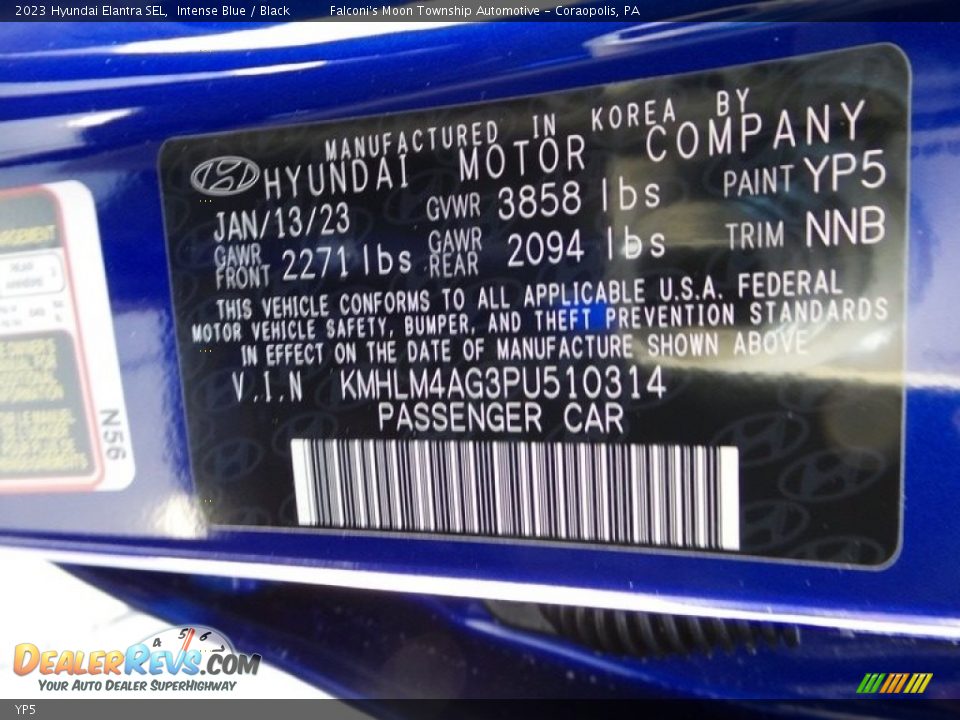 2023 Hyundai Elantra SEL,  Intense Blue / Black    Falconi's Moon Township Automotive - Coraopolis, PA
MANUFACTURED IN KOREA BY
HYUNDAI MOTOR COMPANY
JAN/13/23 GVWR 3858 lbs PAINT YP5
GAWR FRONT 2271 lbs GAWR REAR 2094 lbs TRIM NNB
THIS VEHICLE CONFORMS TO ALL APPLICABLE U.S.A. FEDERAL
MOTOR VEHICLE SAFETY, BUMPER, AND THEFT PREVENTION STANDARDS
IN EFFECT ON THE DATE OF MANUFACTURE SHOWN ABOVE
V.I.N KMHLM4AG3PU510314
PASSENGER CAR
N56
4 5 6
DEALERREVS.COM
YOUR AUTO DEALER SUPERHIGHWAY
YP5